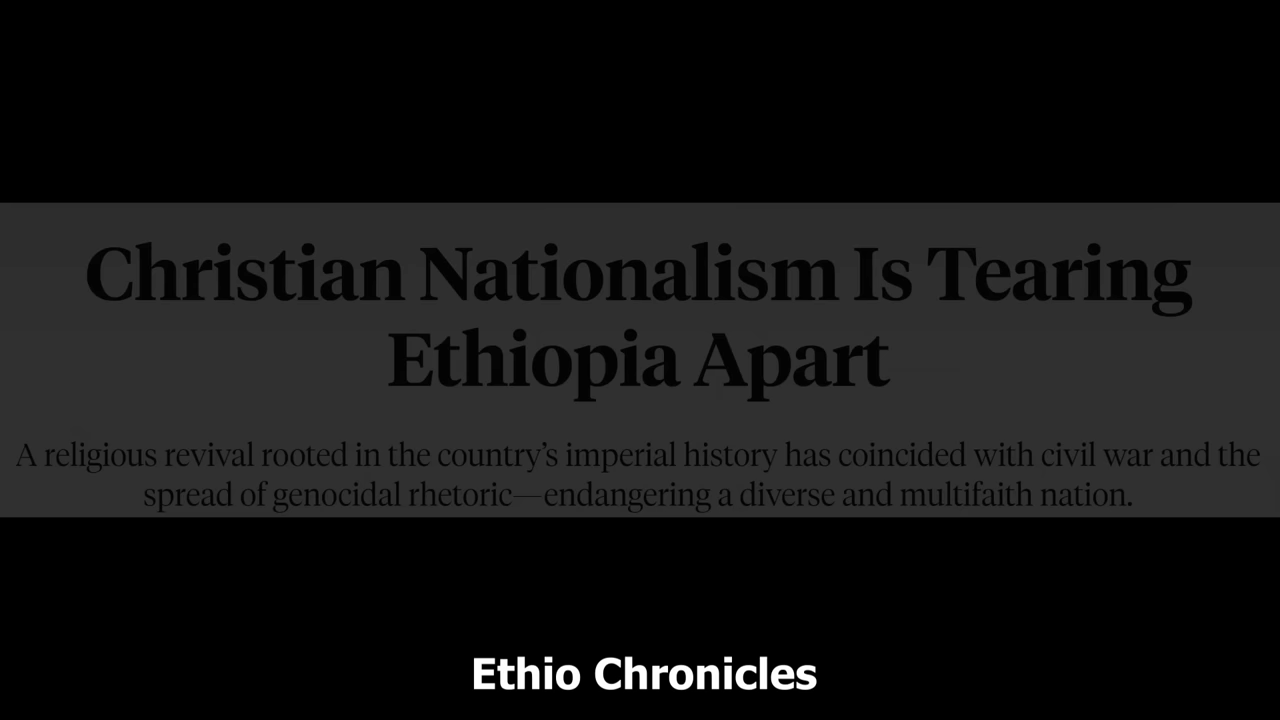 Christian Nationalism Is Tearing
Ethiopia Apart
A religious revival rooted in the country’s imperial history has coincided with civil war and the
spread of genocidal rhetoric—endangering a diverse and multifaith nation.
Ethio Chronicles